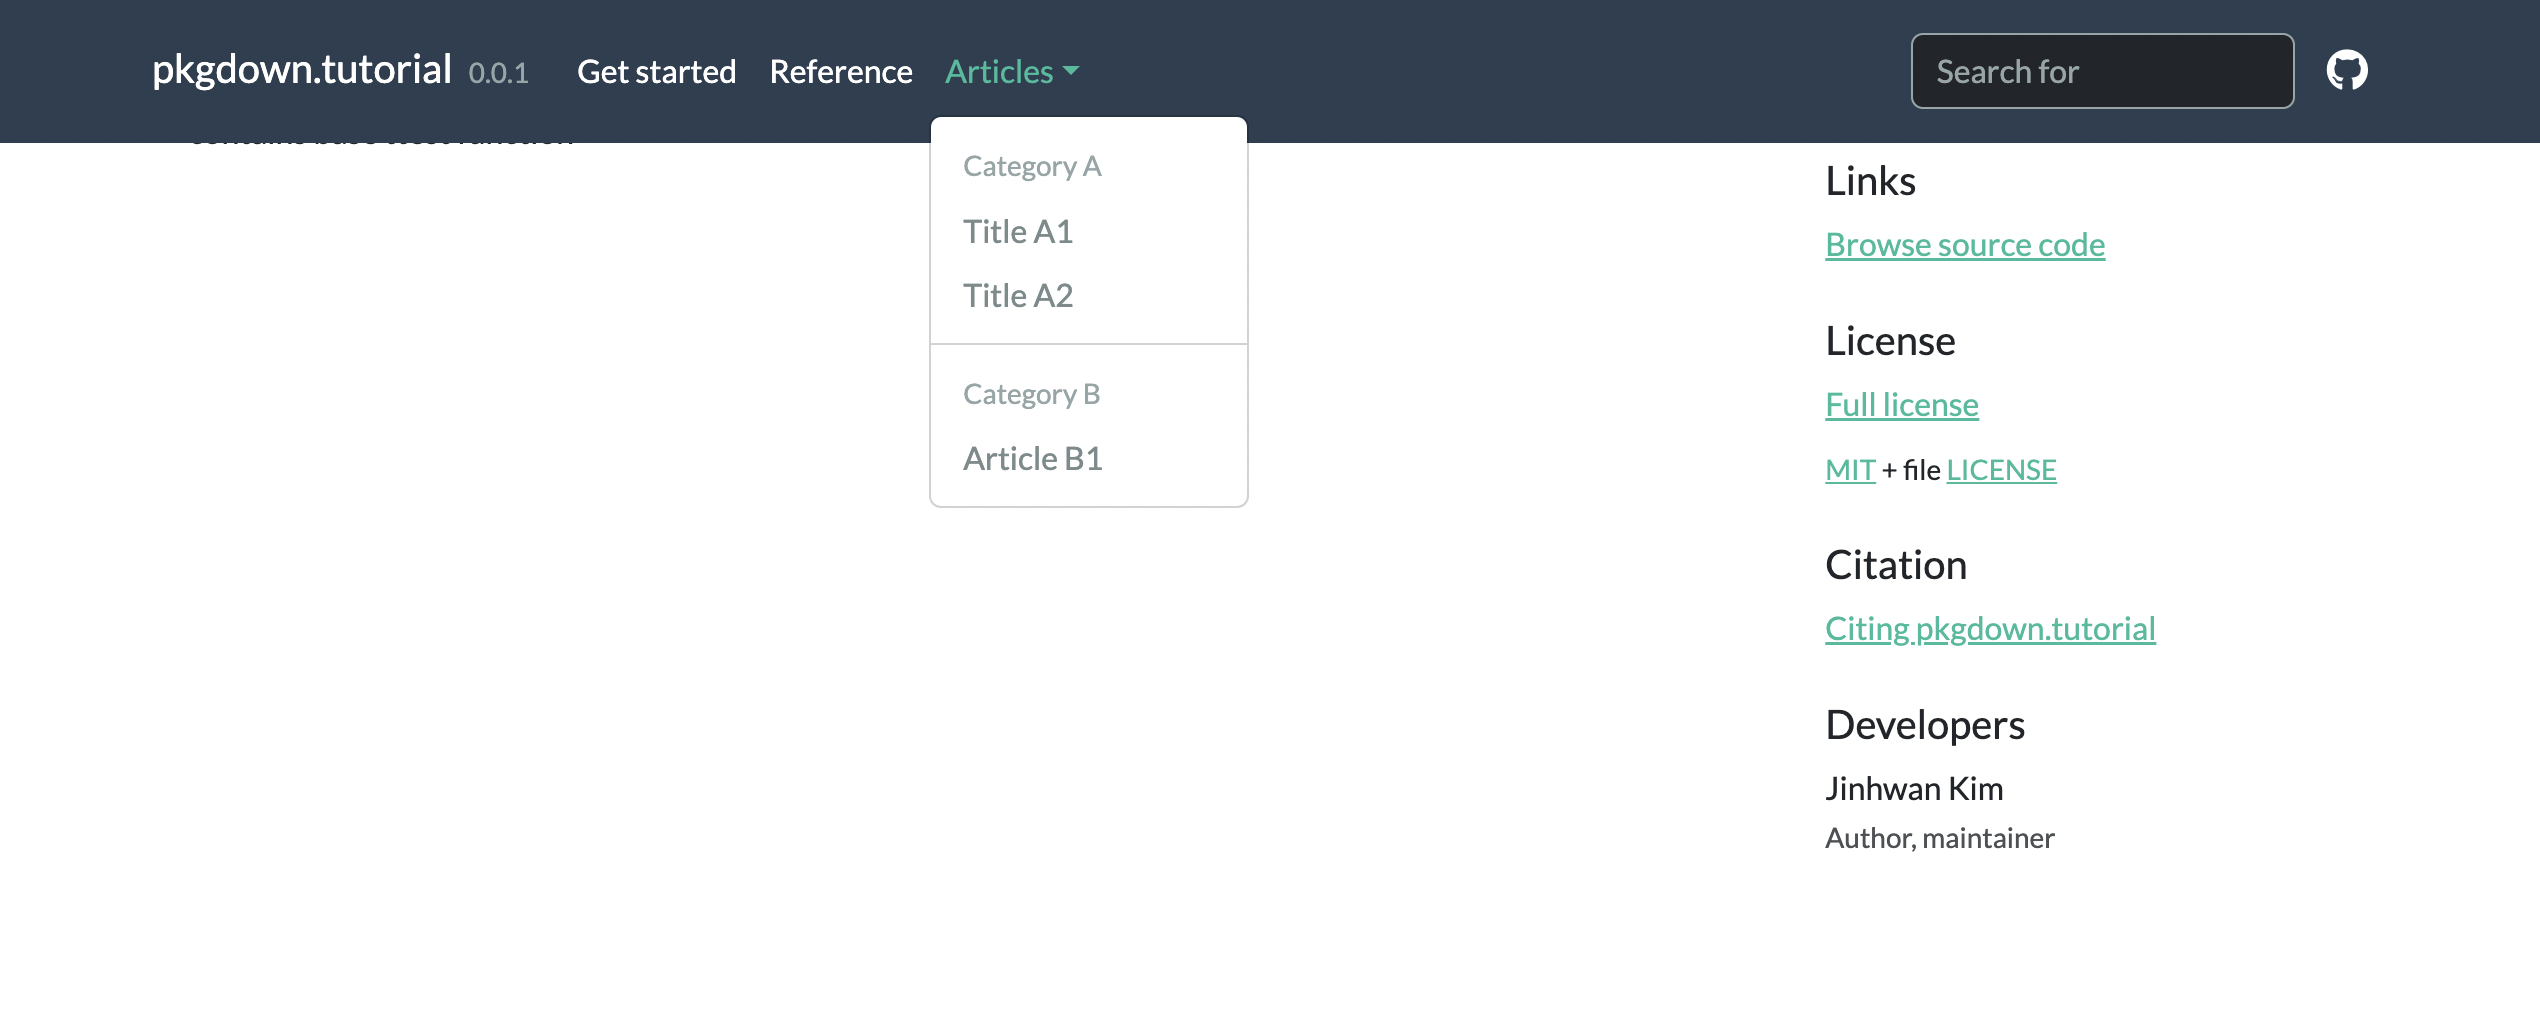 pkgdown.tutorial 0.0.1 Get started Reference Articles Search for
Category A
Title A1
Title A2
Category B
Article B1
Links
Browse source code
License
Full license
MIT + file LICENSE
Citation
Citing pkgdown.tutorial
Developers
Jinhwan Kim
Author, maintainer